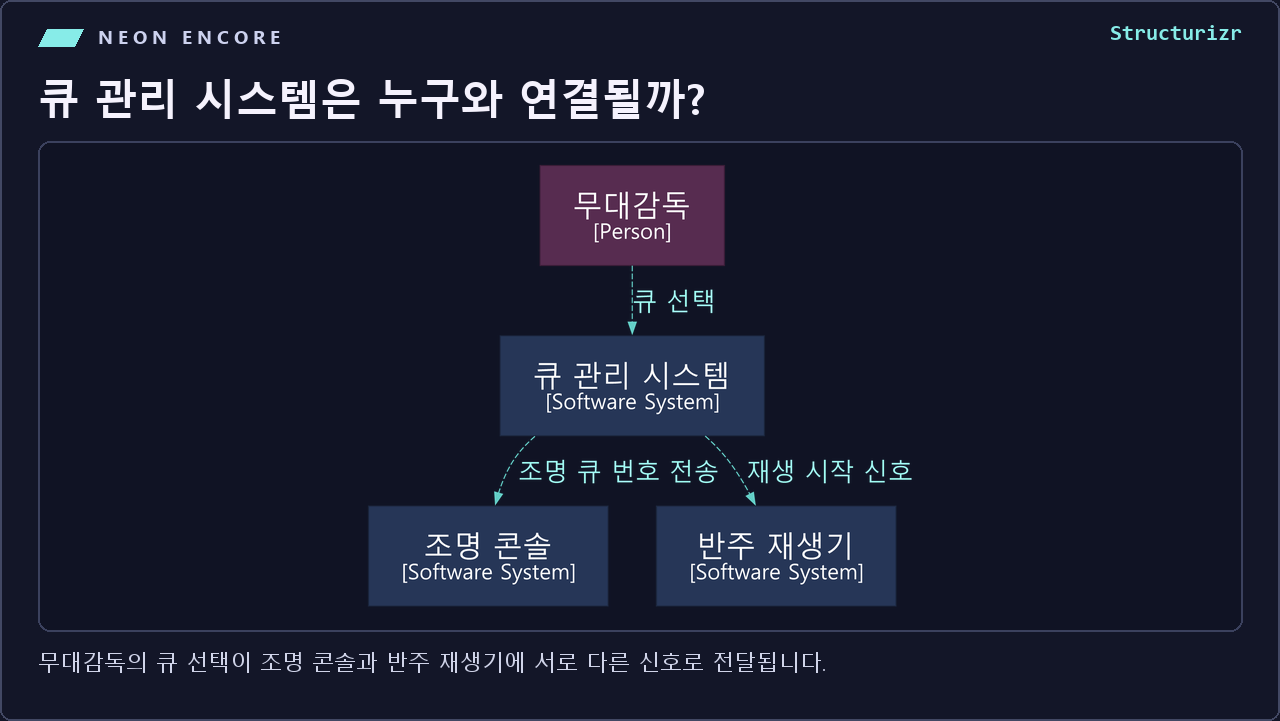 NEON ENCORE
Structurizr
큐 관리 시스템은 누구와 연결될까?
무대감독
[Person]
큐 선택
큐 관리 시스템
[Software System]
조명 큐 번호 전송
재생 시작 신호
조명 콘솔
[Software System]
반주 재생기
[Software System]
무대감독의 큐 선택이 조명 콘솔과 반주 재생기에 서로 다른 신호로 전달됩니다.